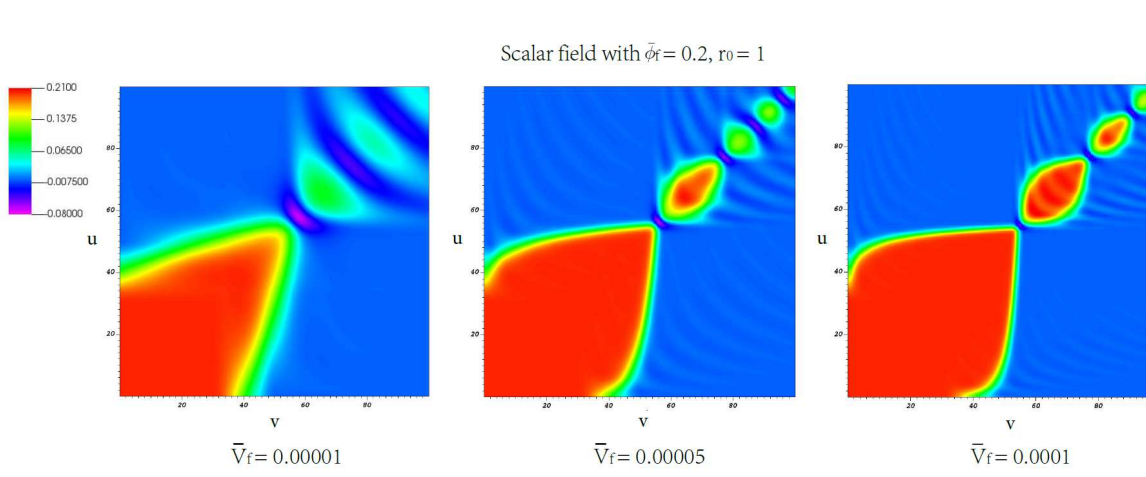 Scalar field with ϕ̄f = 0.2, r0 = 1
0.2100
0.1375
0.06500
-0.007500
-0.08000
u
80
60
40
20
20 40 60 80
v
V̄f = 0.00001
u
80
60
40
20
20 40 60 80
v
V̄f = 0.00005
u
80
60
40
20
20 40 60 80
v
V̄f = 0.0001